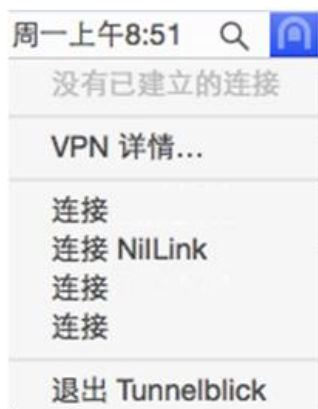 周一上午8:51
没有已建立的连接
VPN 详情...
连接
连接 NilLink
连接
连接
退出 Tunnelblick